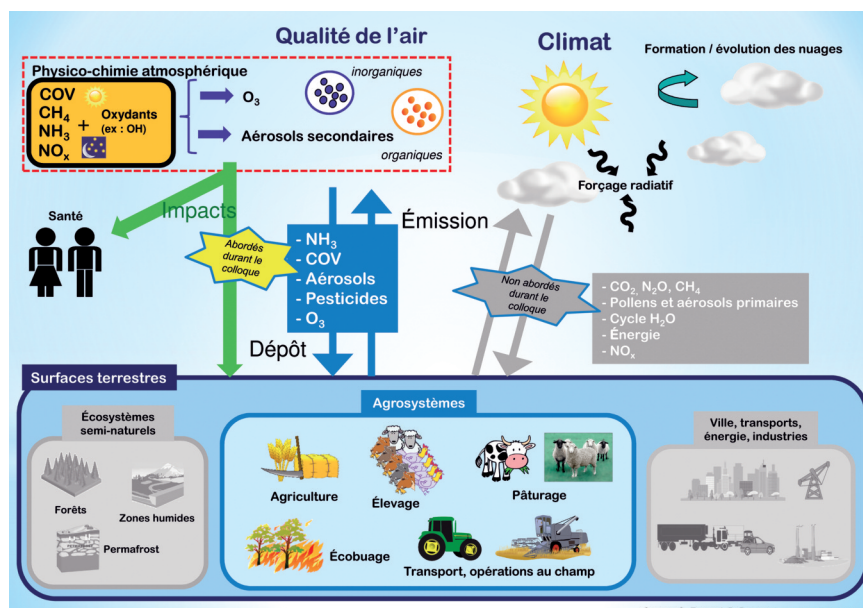 Qualité de l'air
Climat
Formation / évolution des nuages
Physico-chimie atmosphérique
COV
CH₄
NH₃
NOₓ
+
Oxydants
(ex : OH)
O₃
Aérosols secondaires
inorganiques
organiques
Forçage radiatif
Santé
Impacts
Émission
Abordés
durant le
colloque
- NH₃
- COV
- Aérosols
- Pesticides
- O₃
Dépôt
Non abordés
durant le
colloque
- CO₂, N₂O, CH₄
- Pollens et aérosols primaires
- Cycle H₂O
- Énergie
- NOₓ
Surfaces terrestres
Écosystèmes
semi-naturels
Forêts
Zones humides
Permafrost
Agrosystèmes
Agriculture
Élevage
Pâturage
Écobuage
Transport, opérations au champ
Ville, transports,
énergie, industries